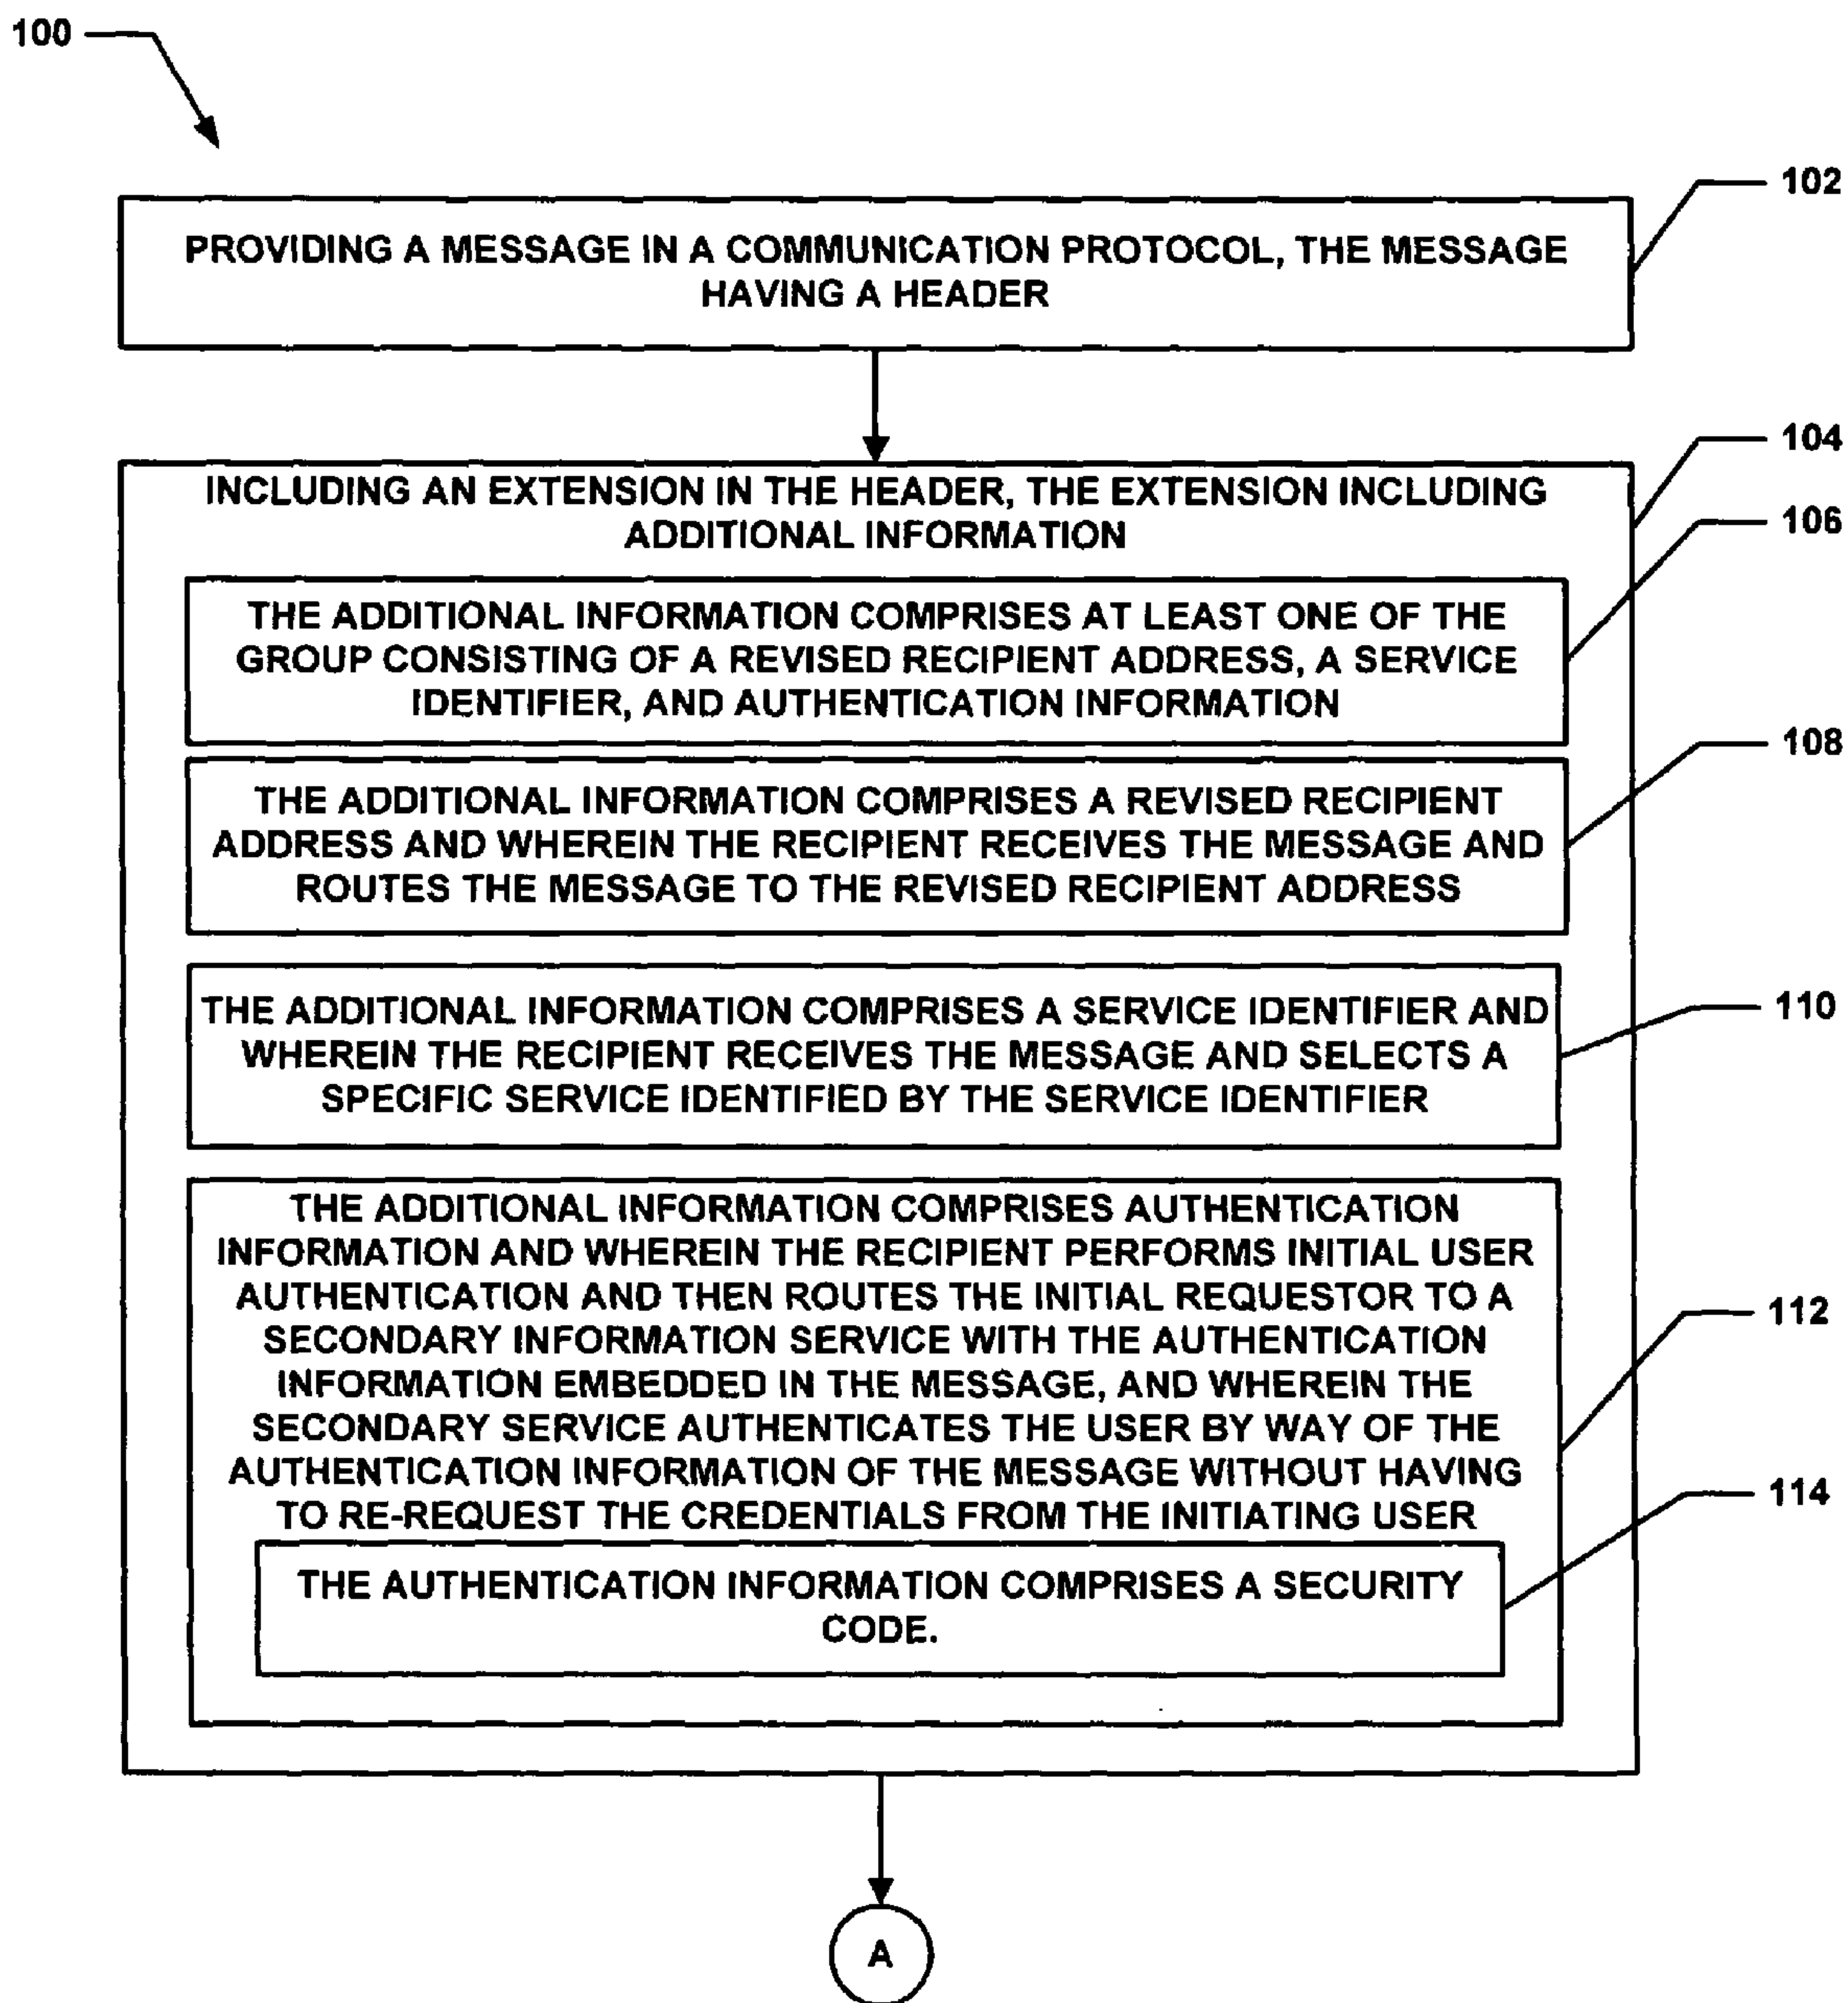 100
102
PROVIDING A MESSAGE IN A COMMUNICATION PROTOCOL, THE MESSAGE
HAVING A HEADER
104
INCLUDING AN EXTENSION IN THE HEADER, THE EXTENSION INCLUDING
ADDITIONAL INFORMATION
106
THE ADDITIONAL INFORMATION COMPRISES AT LEAST ONE OF THE
GROUP CONSISTING OF A REVISED RECIPIENT ADDRESS, A SERVICE
IDENTIFIER, AND AUTHENTICATION INFORMATION
108
THE ADDITIONAL INFORMATION COMPRISES A REVISED RECIPIENT
ADDRESS AND WHEREIN THE RECIPIENT RECEIVES THE MESSAGE AND
ROUTES THE MESSAGE TO THE REVISED RECIPIENT ADDRESS
110
THE ADDITIONAL INFORMATION COMPRISES A SERVICE IDENTIFIER AND
WHEREIN THE RECIPIENT RECEIVES THE MESSAGE AND SELECTS A
SPECIFIC SERVICE IDENTIFIED BY THE SERVICE IDENTIFIER
THE ADDITIONAL INFORMATION COMPRISES AUTHENTICATION
INFORMATION AND WHEREIN THE RECIPIENT PERFORMS INITIAL USER
AUTHENTICATION AND THEN ROUTES THE INITIAL REQUESTOR TO A
112
SECONDARY INFORMATION SERVICE WITH THE AUTHENTICATION
INFORMATION EMBEDDED IN THE MESSAGE, AND WHEREIN THE
SECONDARY SERVICE AUTHENTICATES THE USER BY WAY OF THE
AUTHENTICATION INFORMATION OF THE MESSAGE WITHOUT HAVING
114
TO RE-REQUEST THE CREDENTIALS FROM THE INITIATING USER
THE AUTHENTICATION INFORMATION COMPRISES A SECURITY
CODE.
A